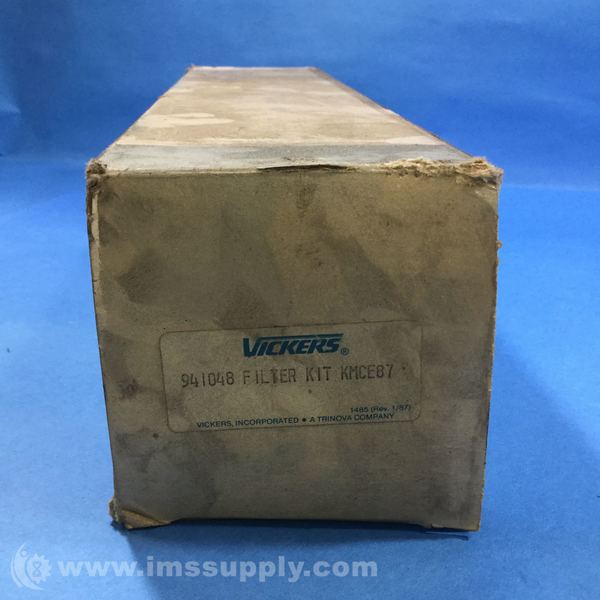 VICKERS®
941048 FILTER KIT KMCE87
1485 (Rev. 1/87)
VICKERS, INCORPORATED • A TRINOVA COMPANY
www.imssupply.com